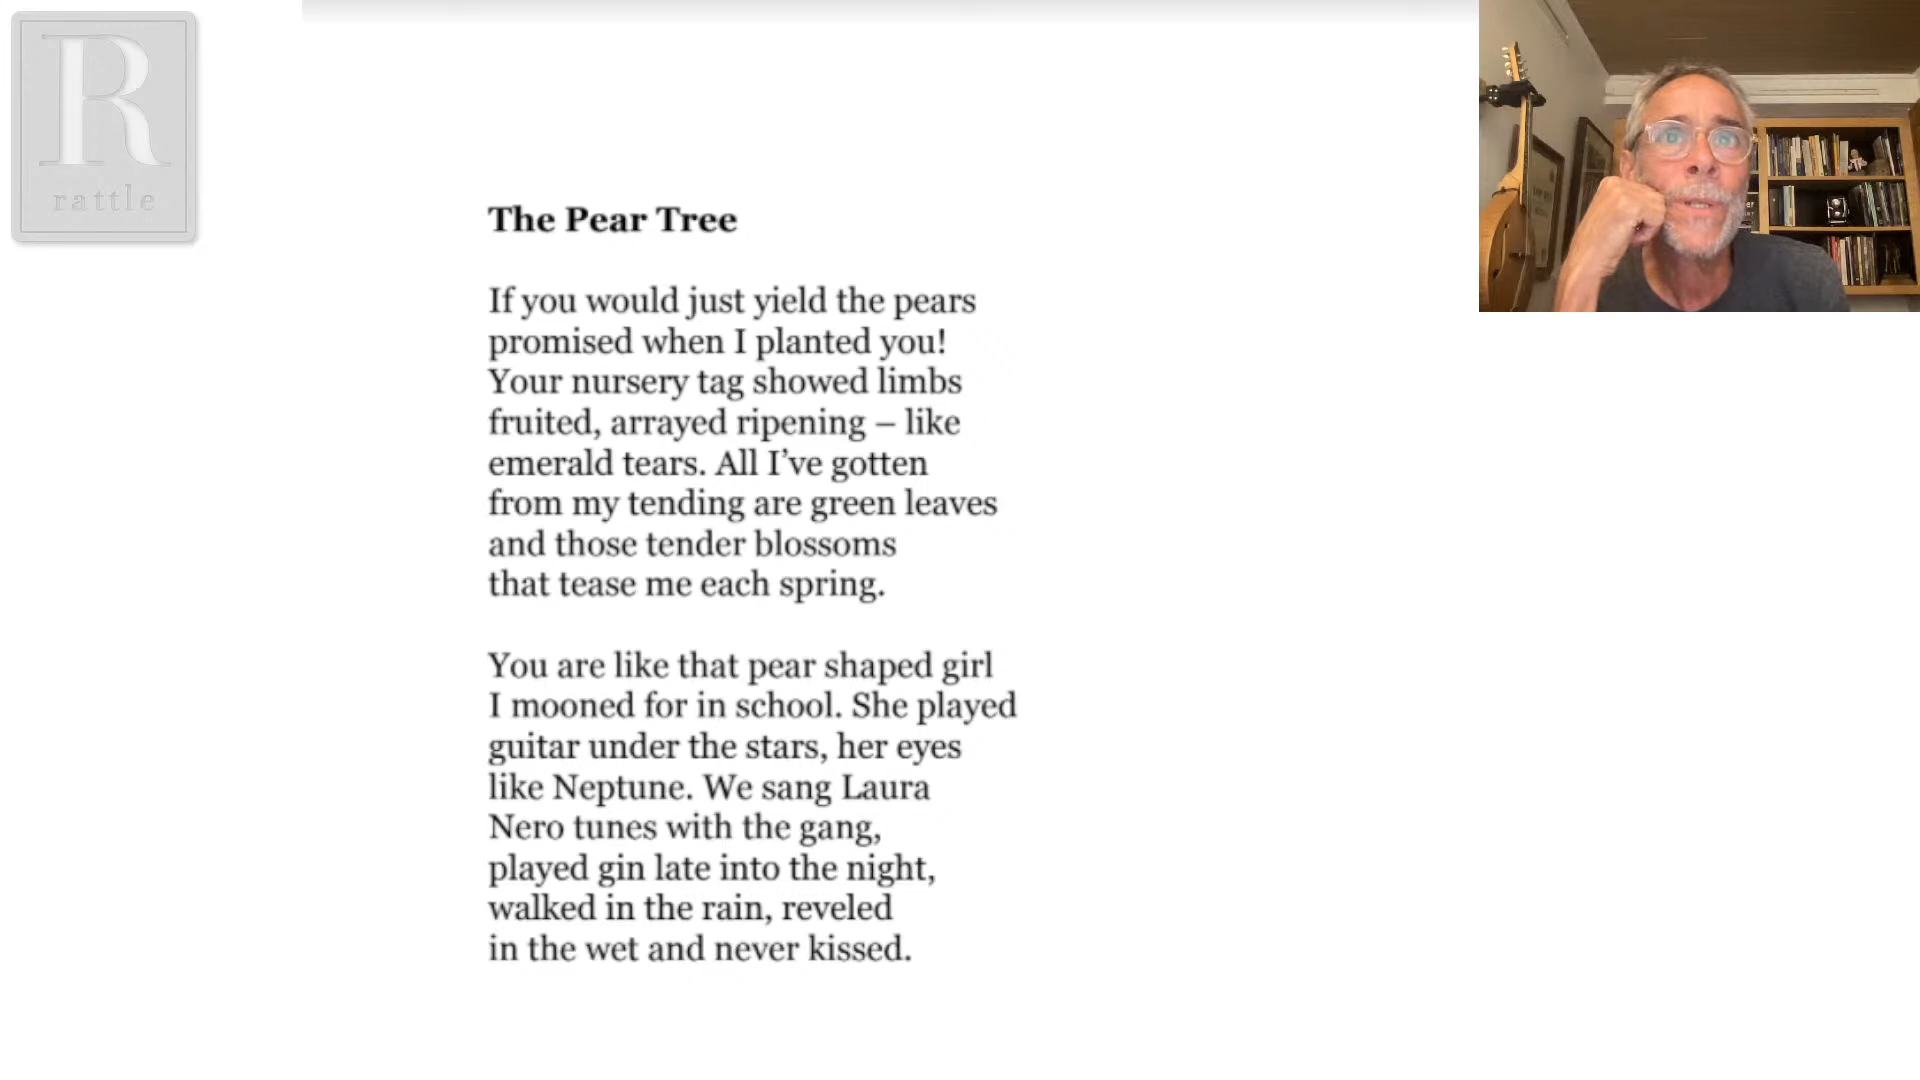 R
rattle
The Pear Tree
If you would just yield the pears
promised when I planted you!
Your nursery tag showed limbs
fruited, arrayed ripening – like
emerald tears. All I’ve gotten
from my tending are green leaves
and those tender blossoms
that tease me each spring.
You are like that pear shaped girl
I mooned for in school. She played
guitar under the stars, her eyes
like Neptune. We sang Laura
Nero tunes with the gang,
played gin late into the night,
walked in the rain, reveled
in the wet and never kissed.